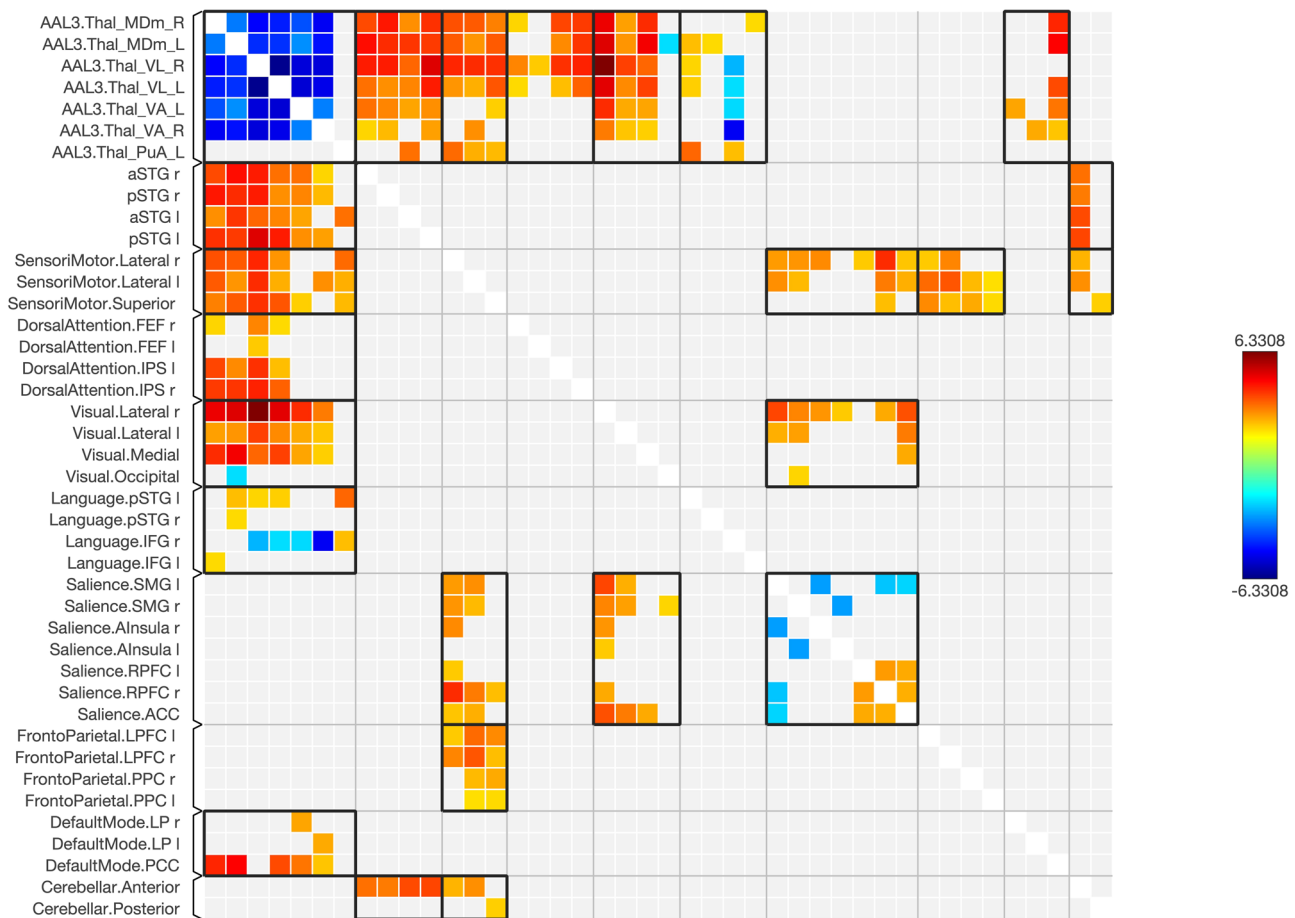 AAL3.Thal_MDm_R
AAL3.Thal_MDm_L
AAL3.Thal_VL_R
AAL3.Thal_VL_L
AAL3.Thal_VA_L
AAL3.Thal_VA_R
AAL3.Thal_PuA_L
aSTG r
pSTG r
aSTG l
pSTG l
SensoriMotor.Lateral r
SensoriMotor.Lateral l
SensoriMotor.Superior
DorsalAttention.FEF r
DorsalAttention.FEF l
DorsalAttention.IPS l
DorsalAttention.IPS r
Visual.Lateral r
Visual.Lateral l
Visual.Medial
Visual.Occipital
Language.pSTG l
Language.pSTG r
Language.IFG r
Language.IFG l
Salience.SMG l
Salience.SMG r
Salience.AInsula r
Salience.AInsula l
Salience.RPFC l
Salience.RPFC r
Salience.ACC
FrontoParietal.LPFC l
FrontoParietal.LPFC r
FrontoParietal.PPC r
FrontoParietal.PPC l
DefaultMode.LP r
DefaultMode.LP l
DefaultMode.PCC
Cerebellar.Anterior
Cerebellar.Posterior
6.3308
-6.3308